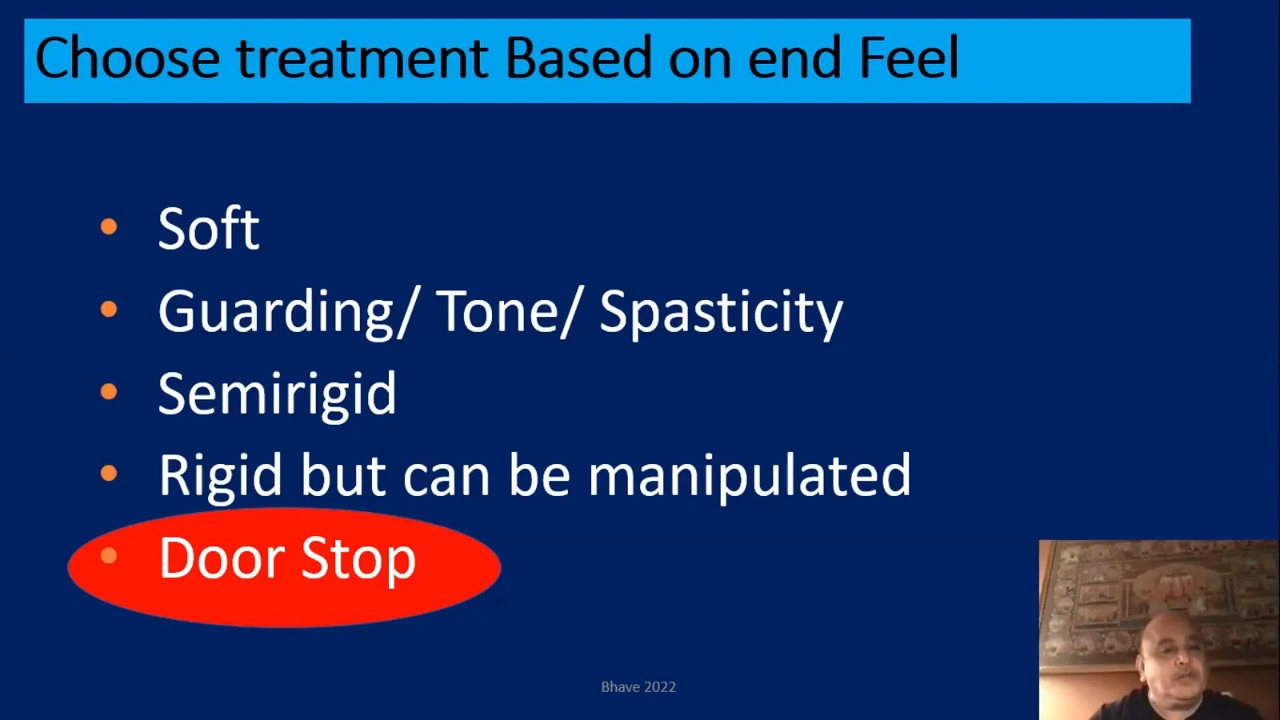 Choose treatment Based on end Feel
• Soft
• Guarding/ Tone/ Spasticity
• Semirigid
• Rigid but can be manipulated
• Door Stop
Bhave 2022